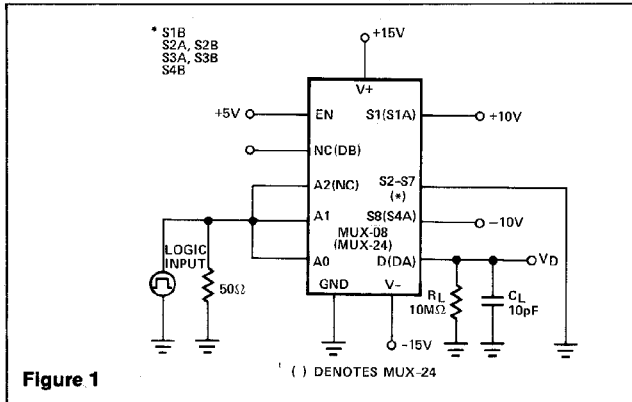 * S1B
S2A, S2B
S3A, S3B
S4B
+15V
V+
+5V
EN
S1(S1A)
+10V
NC(DB)
A2(NC)
S2-S7
(*)
A1
S8(S4A)
-10V
MUX-08
(MUX-24)
LOGIC
INPUT
A0
D(DA)
VD
50Ω
GND
V-
RL
10MΩ
CL
10pF
-15V
( ) DENOTES MUX-24
Figure 1